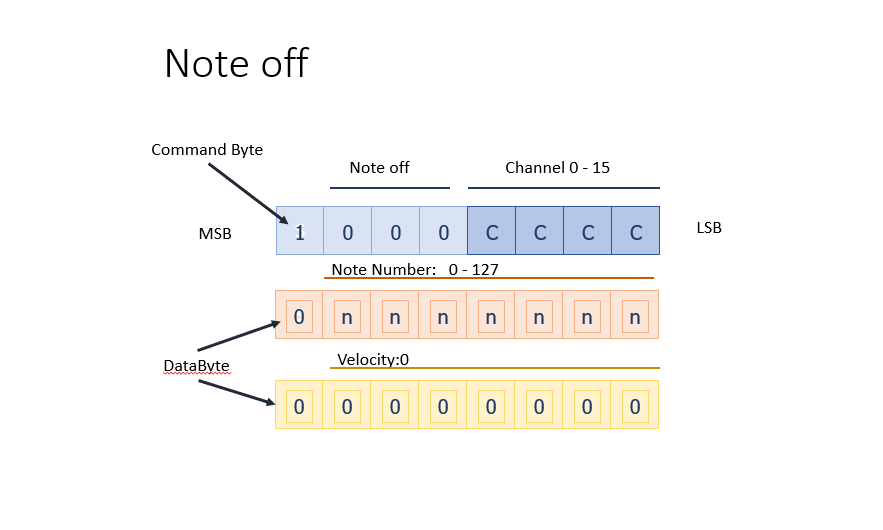 Note off
Command Byte
Note off
Channel 0 - 15
MSB
1 0 0 0 C C C C
LSB
Note Number: 0 - 127
0 n n n n n n n
DataByte
Velocity:0
0 0 0 0 0 0 0 0